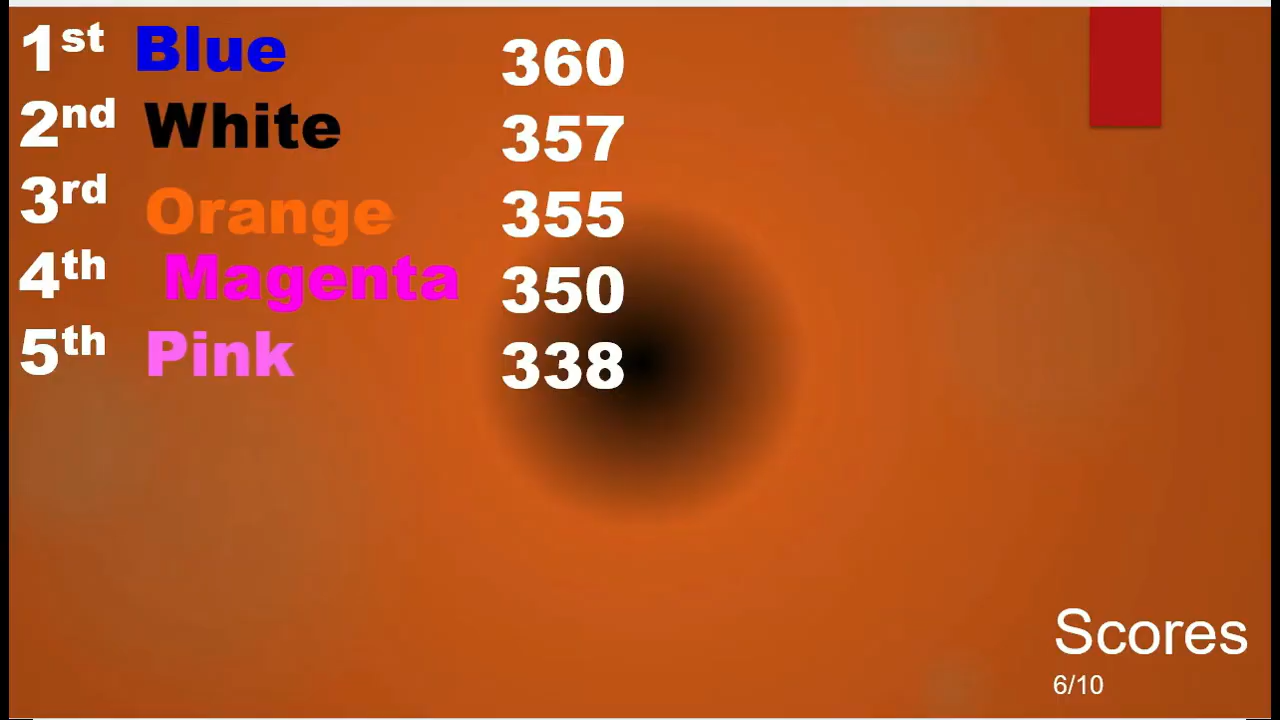 1st Blue 360
2nd White 357
3rd Orange 355
4th Magenta 350
5th Pink 338
Scores
6/10